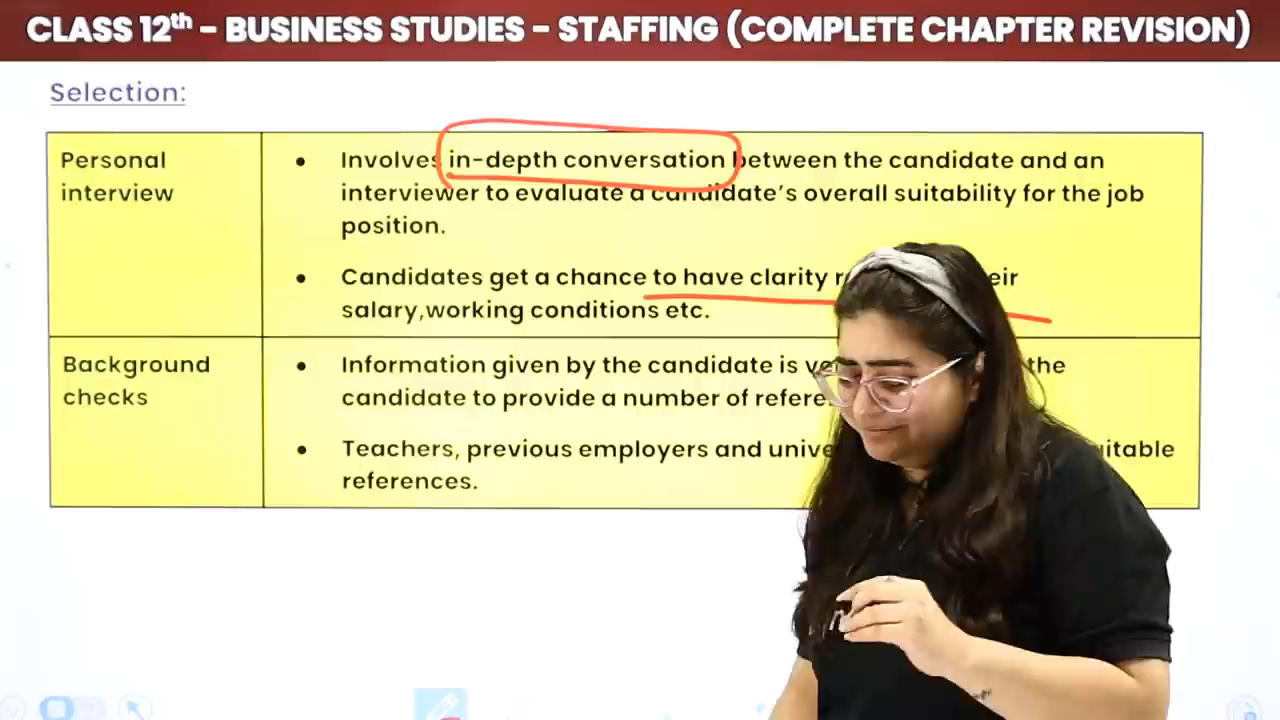 CLASS 12th – BUSINESS STUDIES – STAFFING (COMPLETE CHAPTER REVISION)
Selection:
Personal
interview
● Involves in-depth conversation between the candidate and an
interviewer to evaluate a candidate's overall suitability for the job
position.
● Candidates get a chance to have clarity
salary,working conditions etc.
Background
checks
● Information given by the candidate is the
candidate to provide a number of
● Teachers, previous employers and
references.